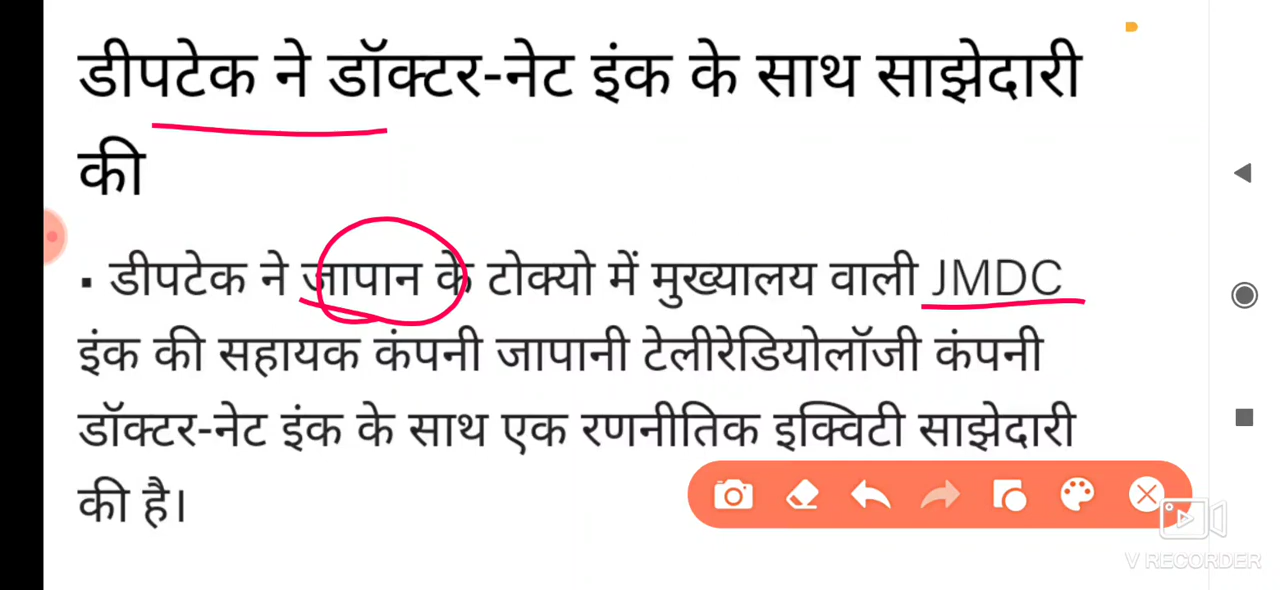 डीपटेक ने डॉक्टर-नेट इंक के साथ साझेदारी
की
▪ डीपटेक ने जापान के टोक्यो में मुख्यालय वाली JMDC
इंक की सहायक कंपनी जापानी टेलीरेडियोलॉजी कंपनी
डॉक्टर-नेट इंक के साथ एक रणनीतिक इक्विटी साझेदारी
की है।
V RECORDER